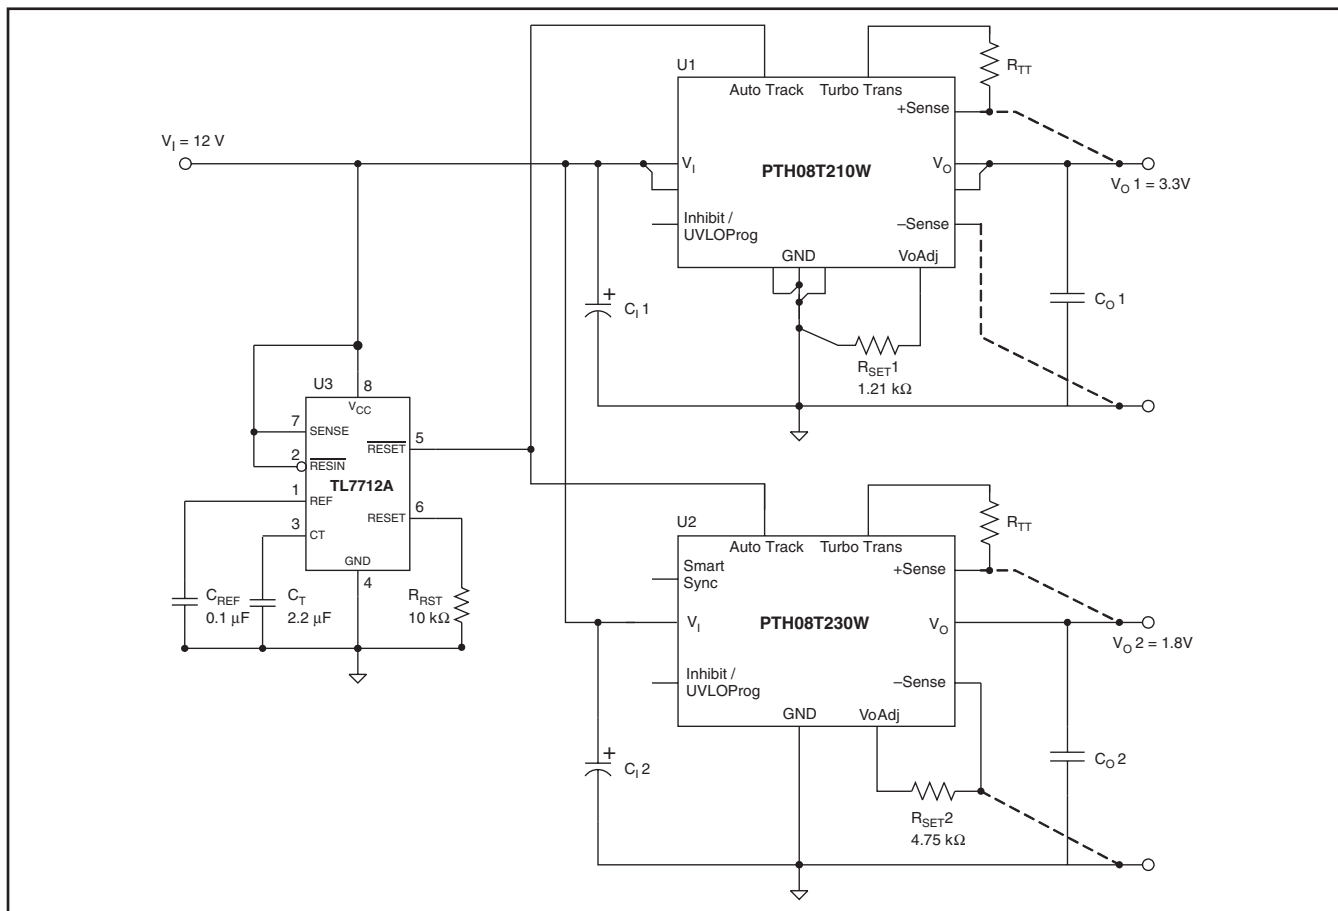 U1
Auto Track
Turbo Trans
R_TT
+Sense
V_I = 12 V
V_I
PTH08T210W
V_O
V_O 1 = 3.3V
Inhibit /
UVLOProg
–Sense
GND
VoAdj
+
C_I 1
C_O 1
R_SET1
1.21 kΩ
U3
8
V_CC
7
SENSE
2
RESIN
5
RESET
TL7712A
1
REF
6
RESET
3
CT
GND
4
C_REF
0.1 μF
C_T
2.2 μF
R_RST
10 kΩ
U2
Auto Track
Turbo Trans
R_TT
Smart
Sync
+Sense
V_I
PTH08T230W
V_O
V_O 2 = 1.8V
Inhibit /
UVLOProg
–Sense
GND
VoAdj
+
C_I 2
C_O 2
R_SET2
4.75 kΩ